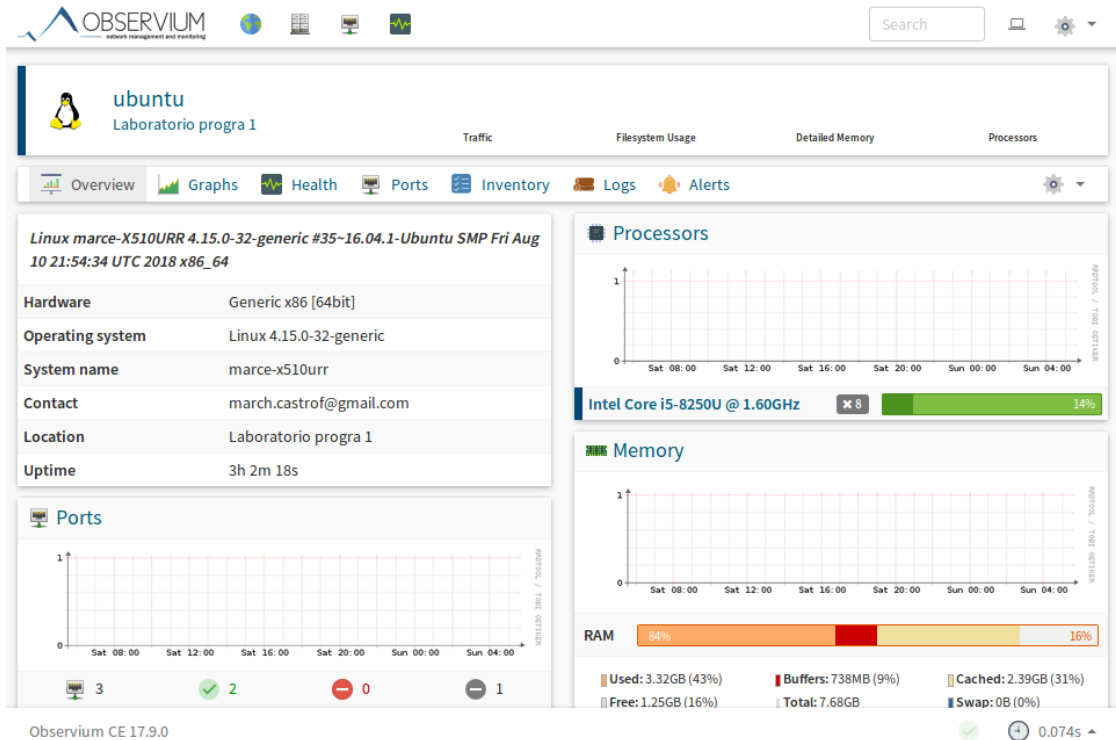 OBSERVIUM
network management and monitoring
Search
ubuntu
Laboratorio progra 1
Traffic Filesystem Usage Detailed Memory Processors
Overview Graphs Health Ports Inventory Logs Alerts
Linux marce-X510URR 4.15.0-32-generic #35~16.04.1-Ubuntu SMP Fri Aug
10 21:54:34 UTC 2018 x86_64
Hardware Generic x86 [64bit]
Operating system Linux 4.15.0-32-generic
System name marce-x510urr
Contact march.castrof@gmail.com
Location Laboratorio progra 1
Uptime 3h 2m 18s
Ports
1
0
Sat 08:00 Sat 12:00 Sat 16:00 Sat 20:00 Sun 00:00 Sun 04:00
RRDTOOL / TOBI OETIKER
3 2 0 1
Processors
1
0
Sat 08:00 Sat 12:00 Sat 16:00 Sat 20:00 Sun 00:00 Sun 04:00
RRDTOOL / TOBI OETIKER
Intel Core i5-8250U @ 1.60GHz x 8 14%
Memory
1
0
Sat 08:00 Sat 12:00 Sat 16:00 Sat 20:00 Sun 00:00 Sun 04:00
RRDTOOL / TOBI OETIKER
RAM 84% 16%
Used: 3.32GB (43%) Buffers: 738MB (9%) Cached: 2.39GB (31%)
Free: 1.25GB (16%) Total: 7.68GB Swap: 0B (0%)
Observium CE 17.9.0 0.074s